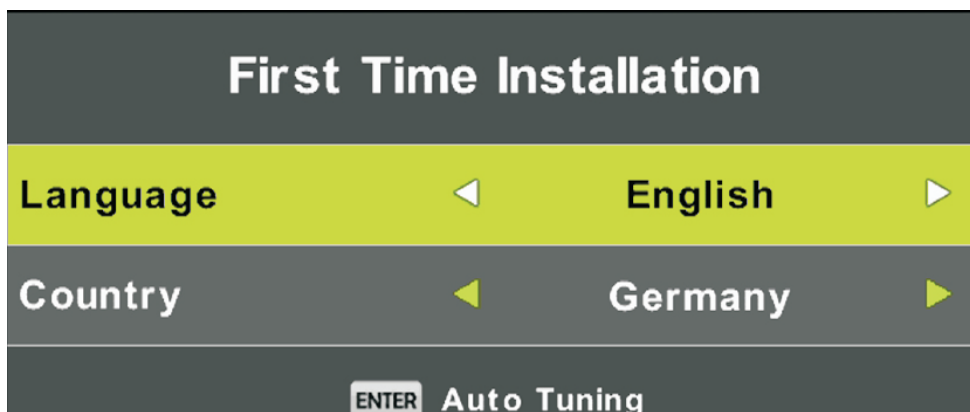 First Time Installation
Language English
Country Germany
ENTER Auto Tuning